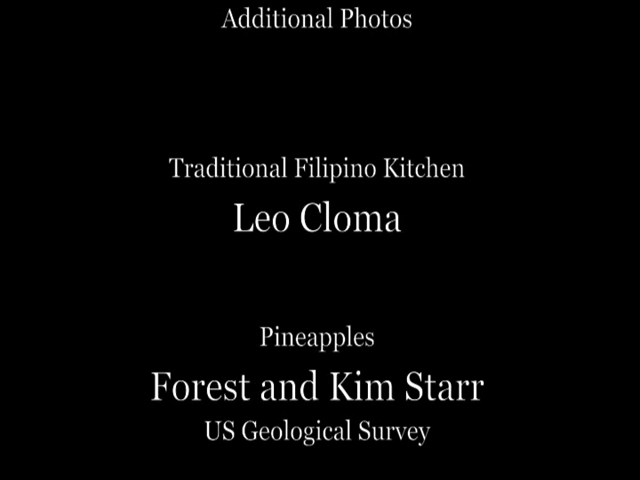 Additional Photos
Traditional Filipino Kitchen
Leo Cloma
Pineapples
Forest and Kim Starr
US Geological Survey